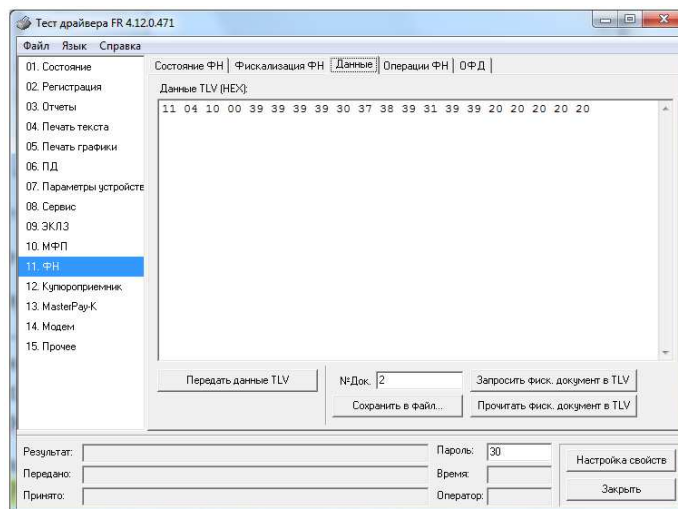 Тест драйвера FR 4.12.0.471
Файл Язык Справка
01. Состояние
02. Регистрация
03. Отчеты
04. Печать текста
05. Печать графики
06. ПД
07. Параметры устройств
08. Сервис
09. ЭКЛЗ
10. МФП
11. ФН
12. Купюроприемник
13. MasterPay-K
14. Модем
15. Прочее
Состояние ФН Фискализация ФН Данные Операции ФН ОФД
Данные TLV (HEX):
11 04 10 00 39 39 39 39 30 37 38 39 31 39 39 20 20 20 20 20
Передать данные TLV
№Док. 2
Запросить фиск. документ в TLV
Сохранить в файл...
Прочитать фиск. документ в TLV
Результат:
Передано:
Принято:
Пароль: 30
Время:
Оператор:
Настройка свойств
Закрыть